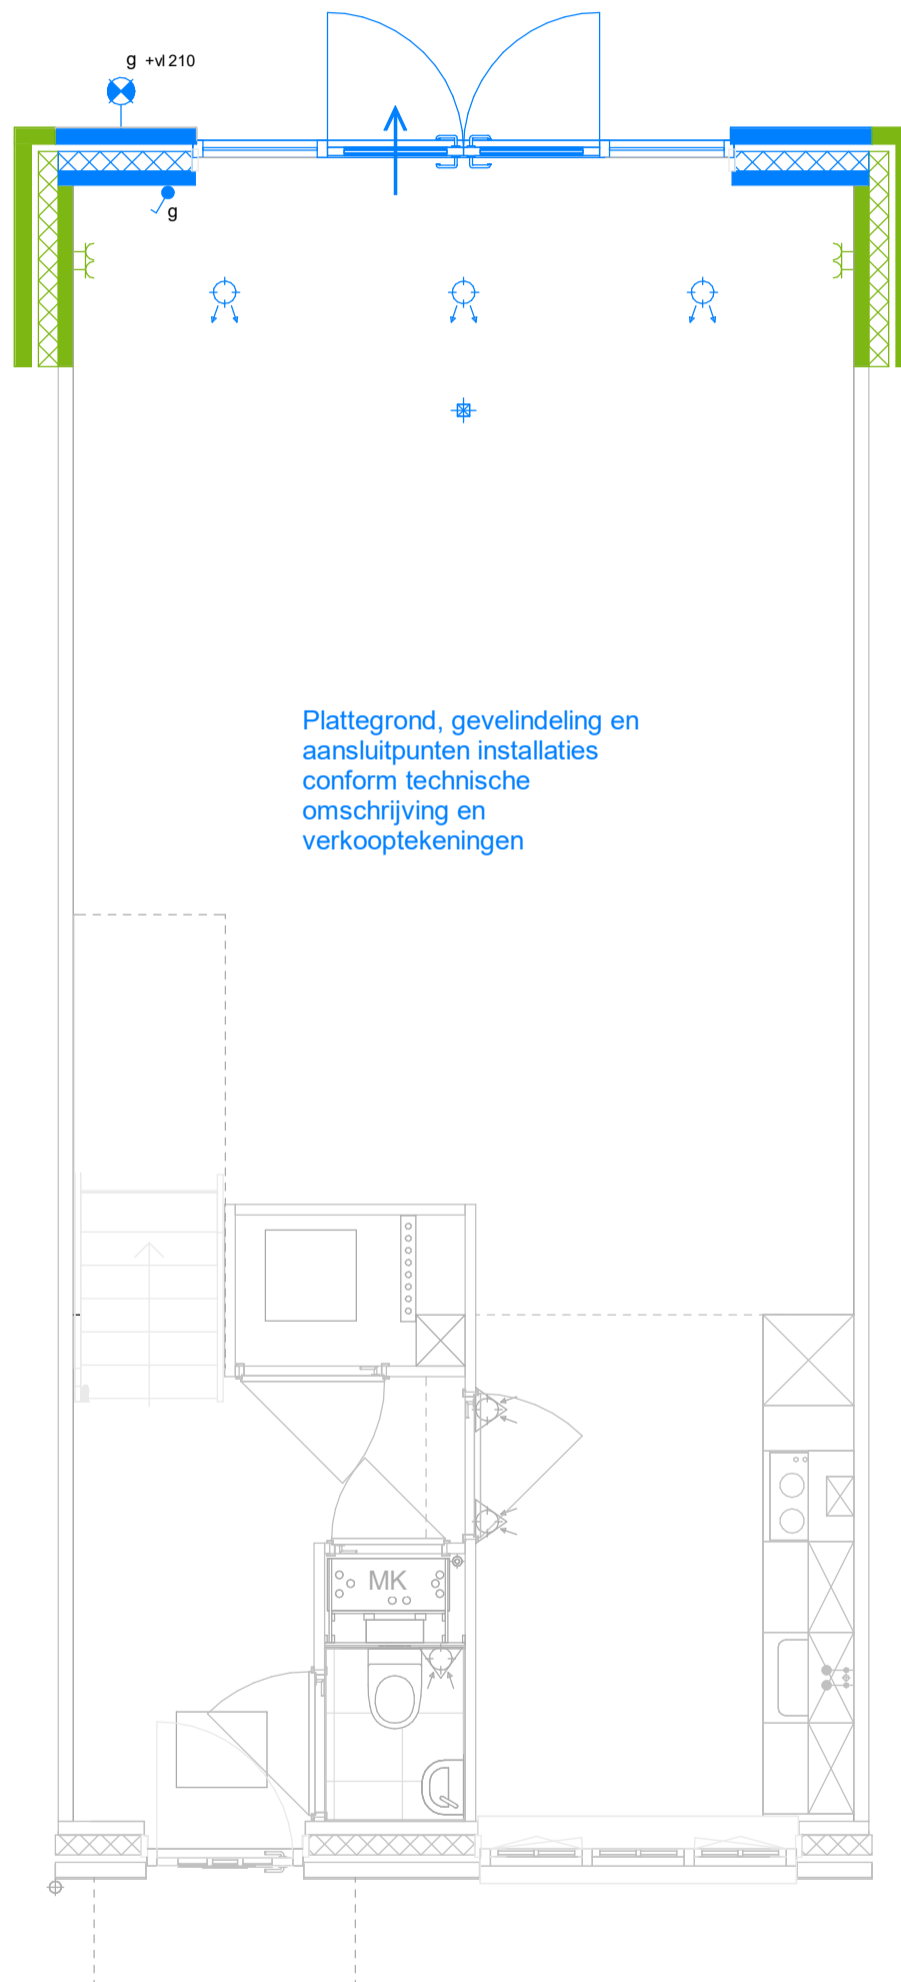 g +vl 210
g
Plattegrond, gevelindeling en
aansluitpunten installaties
conform technische
omschrijving en
verkooptekeningen
MK